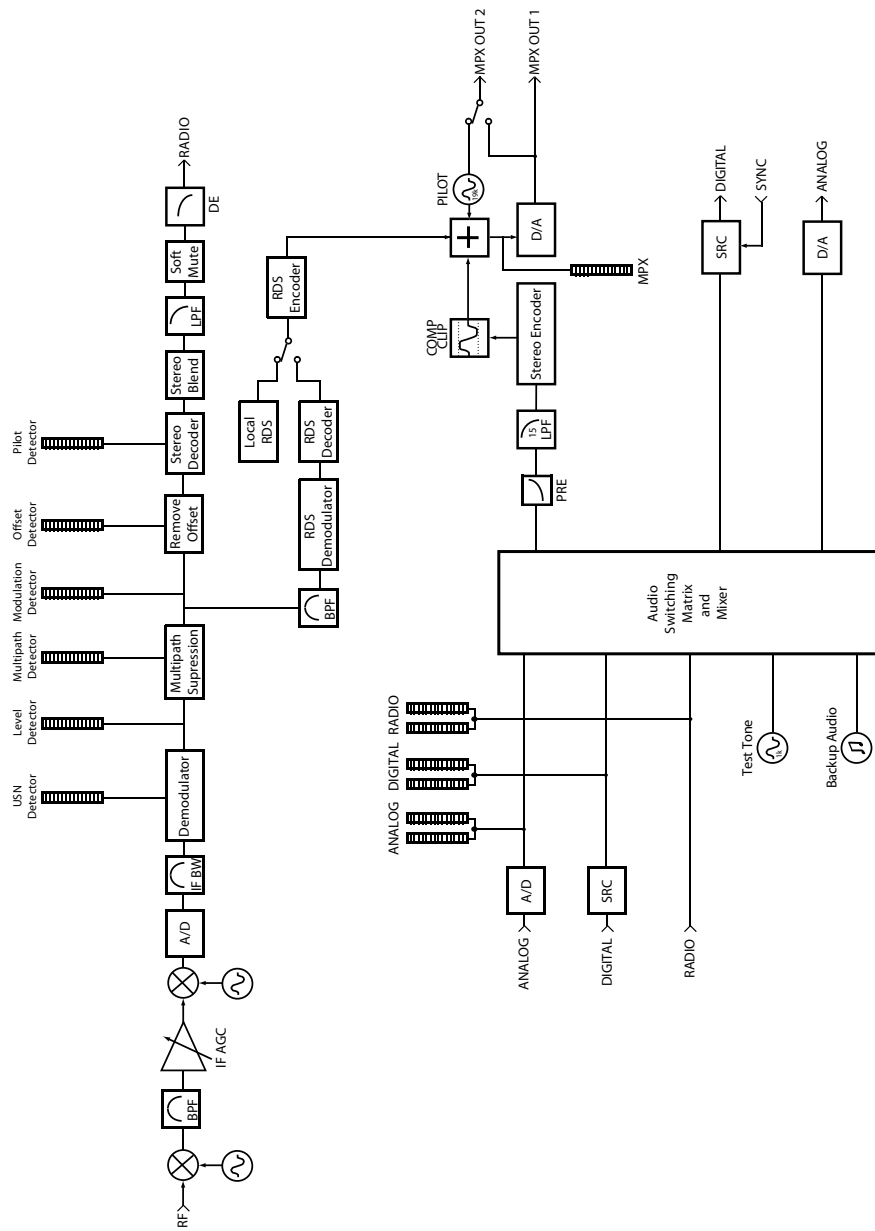 USN
Detector
Level
Detector
Multipath
Detector
Modulation
Detector
Offset
Detector
Pilot
Detector
RF
BPF
IF AGC
A/D
IF BW
Demodulator
Multipath
Supression
Remove
Offset
Stereo
Decoder
Stereo
Blend
LPF
Soft
Mute
DE
RADIO
BPF
RDS
Demodulator
RDS
Decoder
Local
RDS
RDS
Encoder
PILOT
19k
MPX OUT 2
MPX OUT 1
D/A
MPX
COMP
CLIP
Stereo Encoder
15
LPF
PRE
ANALOG
DIGITAL
RADIO
ANALOG
A/D
DIGITAL
SRC
RADIO
Test Tone
1k
Backup Audio
Audio
Switching
Matrix
and
Mixer
SRC
DIGITAL
SYNC
D/A
ANALOG